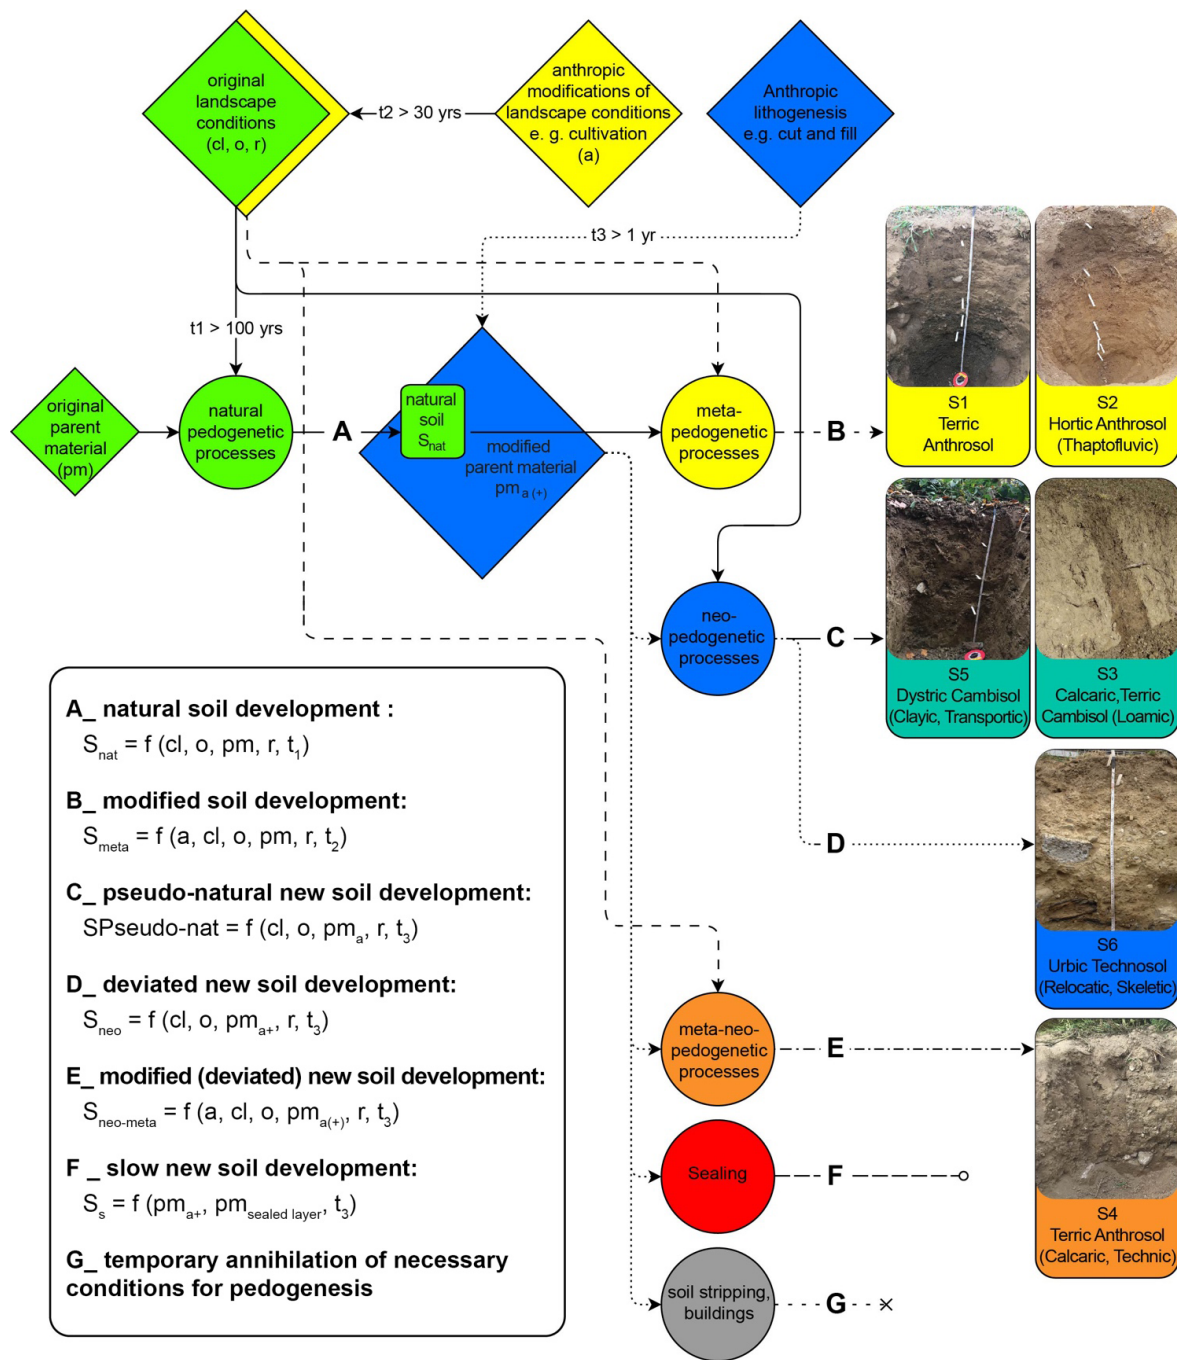 original
landscape
conditions
(cl, o, r)
t2 > 30 yrs
anthropic
modifications of
landscape conditions
e. g. cultivation
(a)
Anthropic
lithogenesis
e.g. cut and fill
t3 > 1 yr
t1 > 100 yrs
original
parent
material
(pm)
natural
pedogenetic
processes
A
natural
soil
Snat
modified
parent material
pm a (+)
meta-
pedogenetic
processes
B
S1
Terric
Anthrosol
S2
Hortic Anthrosol
(Thaptofluvic)
neo-
pedogenetic
processes
C
S5
Dystric Cambisol
(Clayic, Transportic)
S3
Calcaric,Terric
Cambisol (Loamic)
D
S6
Urbic Technosol
(Relocatic, Skeletic)
meta-neo-
pedogenetic
processes
E
S4
Terric Anthrosol
(Calcaric, Technic)
Sealing
F
soil stripping,
buildings
G
A_ natural soil development :
Snat = f (cl, o, pm, r, t1)
B_ modified soil development:
Smeta = f (a, cl, o, pm, r, t2)
C_ pseudo-natural new soil development:
SPseudo-nat = f (cl, o, pma, r, t3)
D_ deviated new soil development:
Sneo = f (cl, o, pma+, r, t3)
E_ modified (deviated) new soil development:
Sneo-meta = f (a, cl, o, pma(+), r, t3)
F _ slow new soil development:
Ss = f (pma+, pmsealed layer, t3)
G_ temporary annihilation of necessary
conditions for pedogenesis